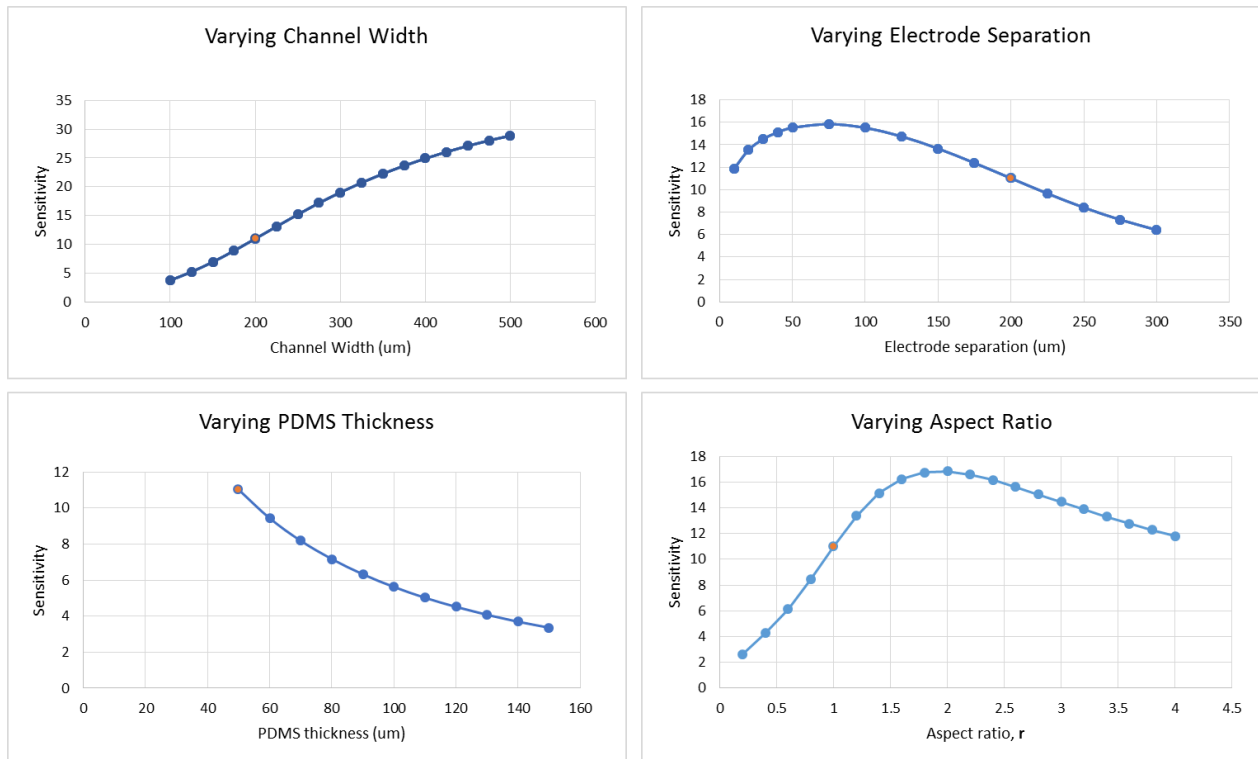 Varying Channel Width
35
30
25
20
15
10
5
0
Sensitivity
0 100 200 300 400 500 600
Channel Width (um)
Varying Electrode Separation
18
16
14
12
10
8
6
4
2
0
Sensitivity
0 50 100 150 200 250 300 350
Electrode separation (um)
Varying PDMS Thickness
12
10
8
6
4
2
0
Sensitivity
0 20 40 60 80 100 120 140 160
PDMS thickness (um)
Varying Aspect Ratio
18
16
14
12
10
8
6
4
2
0
Sensitivity
0 0.5 1 1.5 2 2.5 3 3.5 4 4.5
Aspect ratio, r